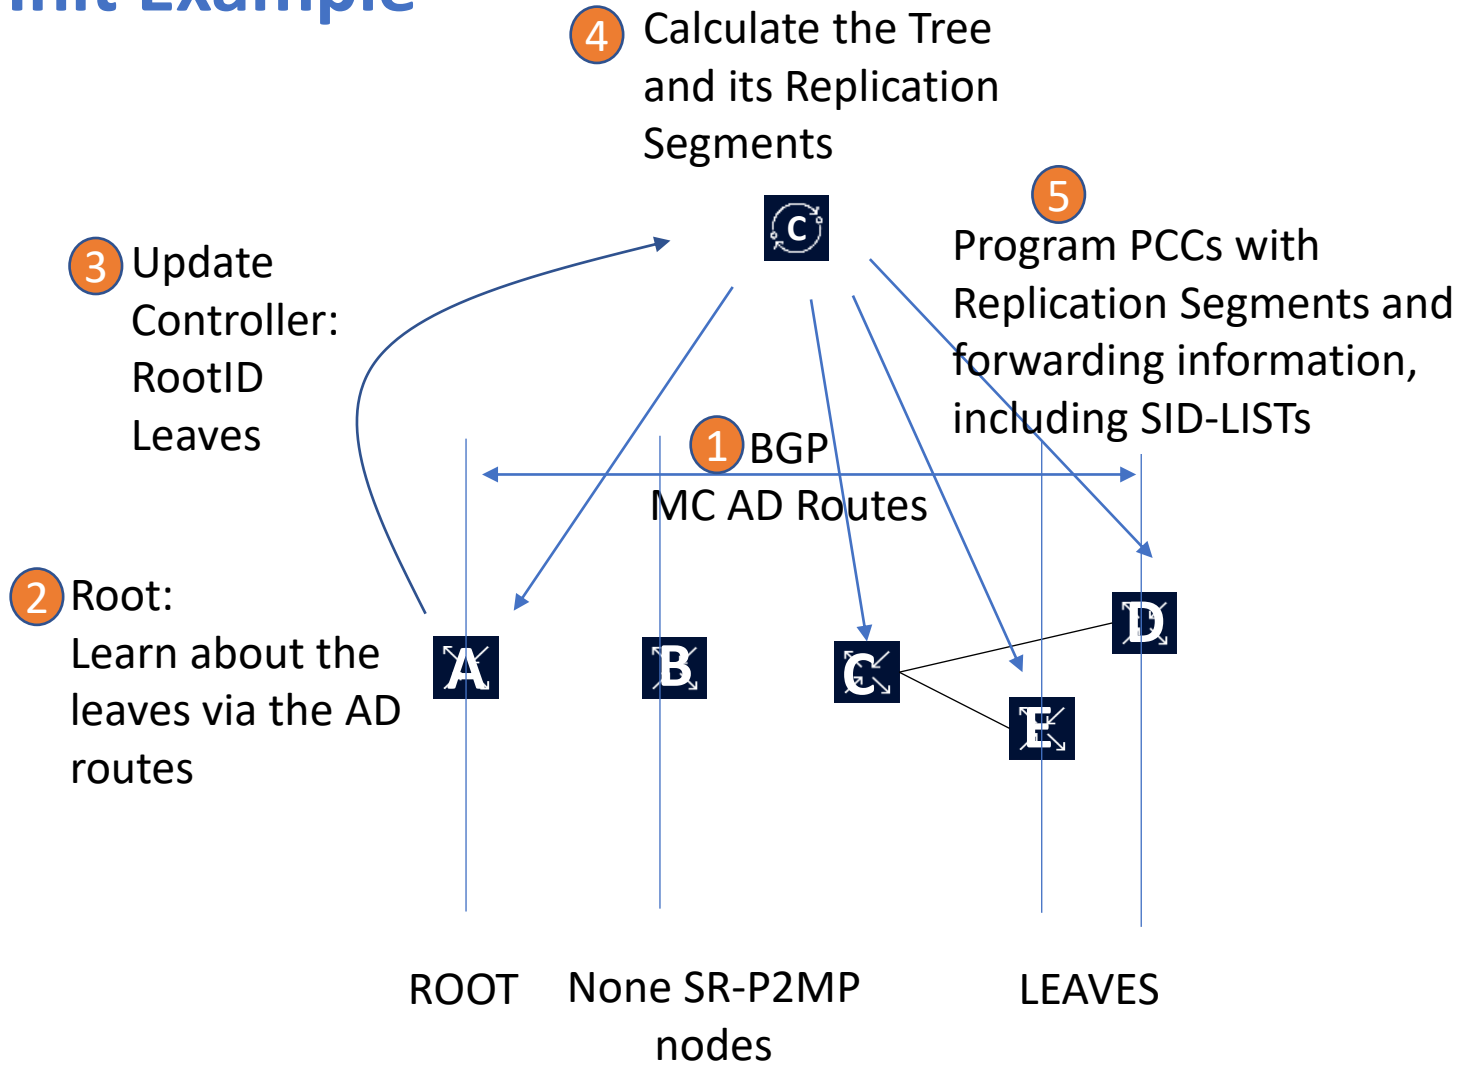 Example
4
Calculate the Tree
and its Replication
Segments
C
5
Program PCCs with
Replication Segments and
forwarding information,
including SID-LISTs
3
Update
Controller:
RootID
Leaves
1
BGP
MC AD Routes
2
Root:
Learn about the
leaves via the AD
routes
A
B
C
D
E
ROOT
None SR-P2MP
nodes
LEAVES